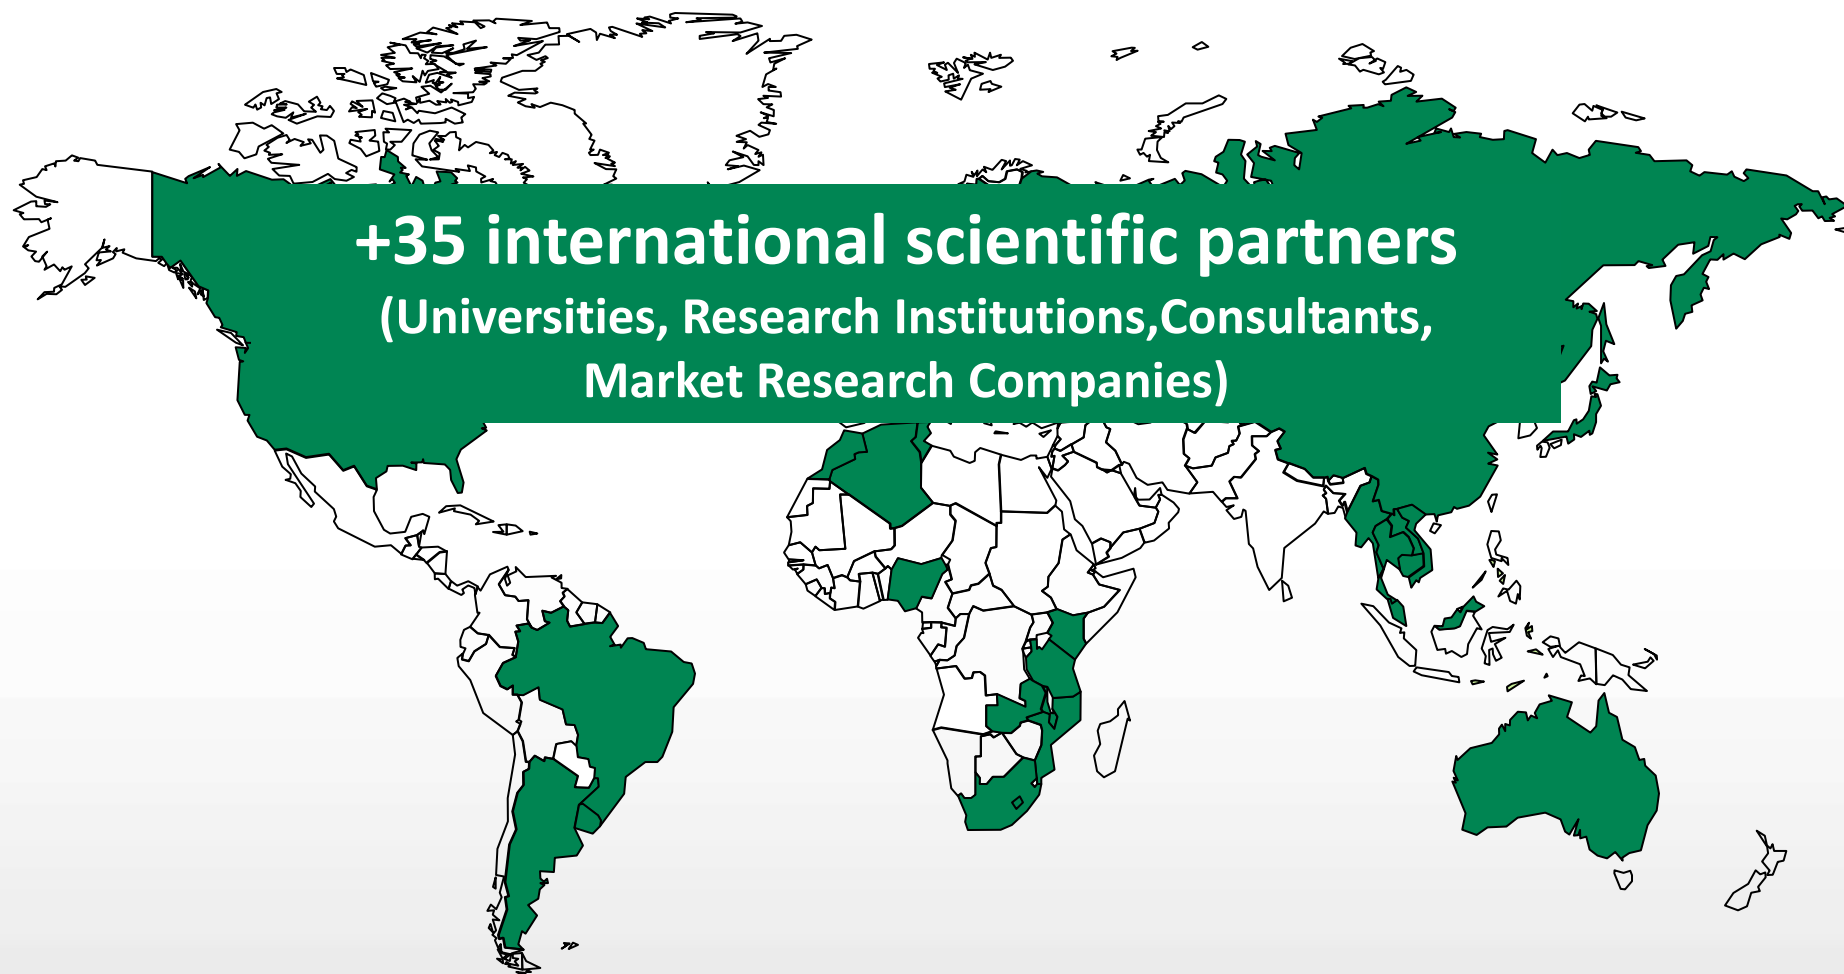 +35 international scientific partners
(Universities, Research Institutions,Consultants,
Market Research Companies)